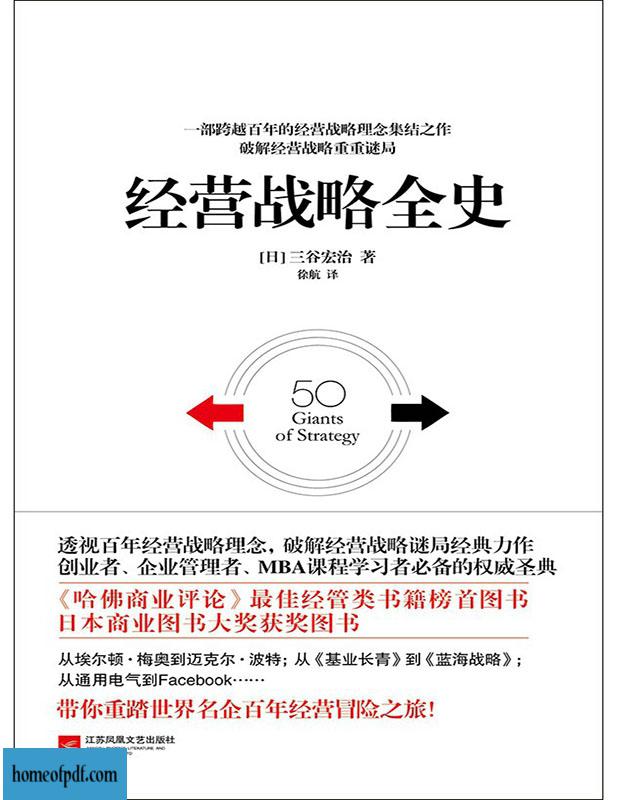 一部跨越百年的经营战略理念集结之作
破解经营战略重重谜局
经营战略全史
[日]三谷宏治 著
徐航 译
50
Giants
of Strategy
透视百年经营战略理念，破解经营战略谜局经典力作
创业者、企业管理者、MBA课程学习者必备的权威圣典
《哈佛商业评论》最佳经管类书籍榜首图书
日本商业图书大奖获奖图书
从埃尔顿·梅奥到迈克尔·波特；从《基业长青》到《蓝海战略》；
从通用电气到Facebook……
带你重踏世界名企百年经营冒险之旅！
江苏凤凰文艺出版社
homeofpdf.com